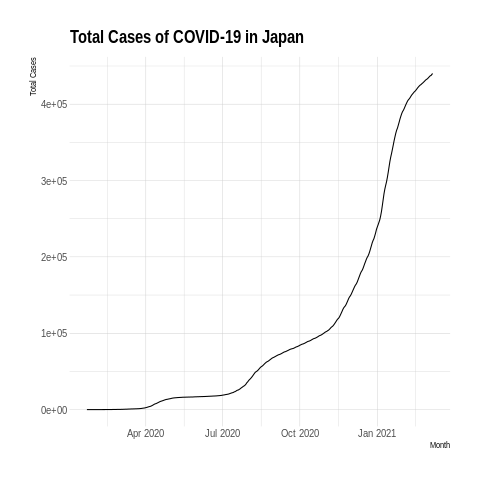 Total Cases of COVID-19 in Japan
Total Cases
4e+05
3e+05
2e+05
1e+05
0e+00
Apr 2020
Jul 2020
Oct 2020
Jan 2021
Month